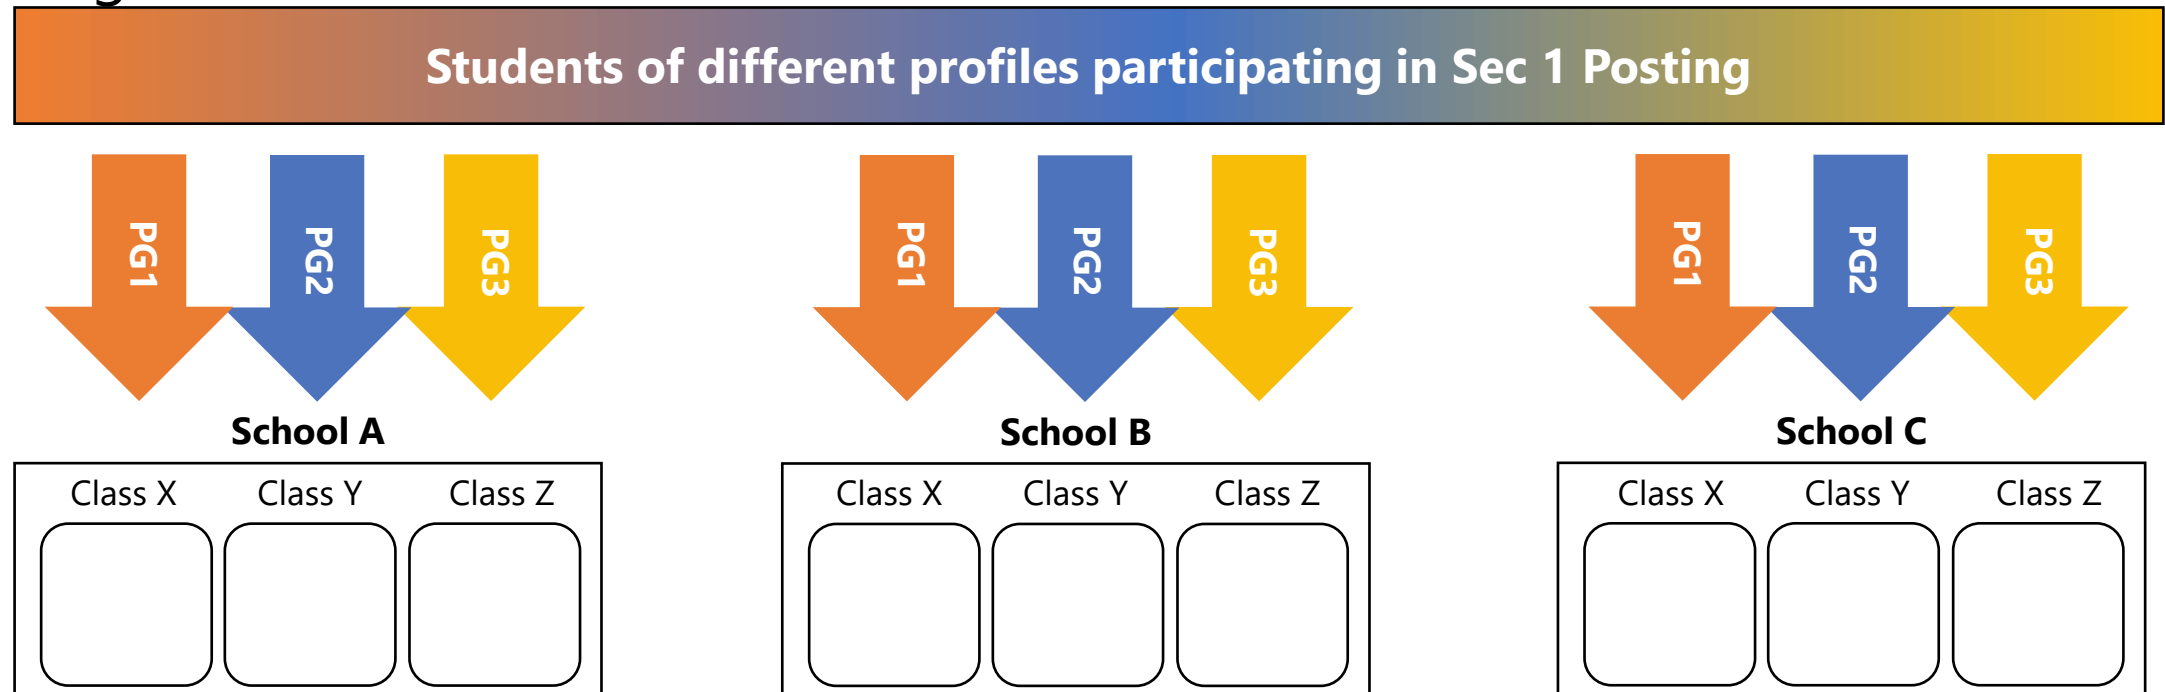 Students of different profiles participating in Sec 1 Posting
PG1 PG2 PG3
PG1 PG2 PG3
PG1 PG2 PG3
School A
School B
School C
Class X Class Y Class Z
Class X Class Y Class Z
Class X Class Y Class Z